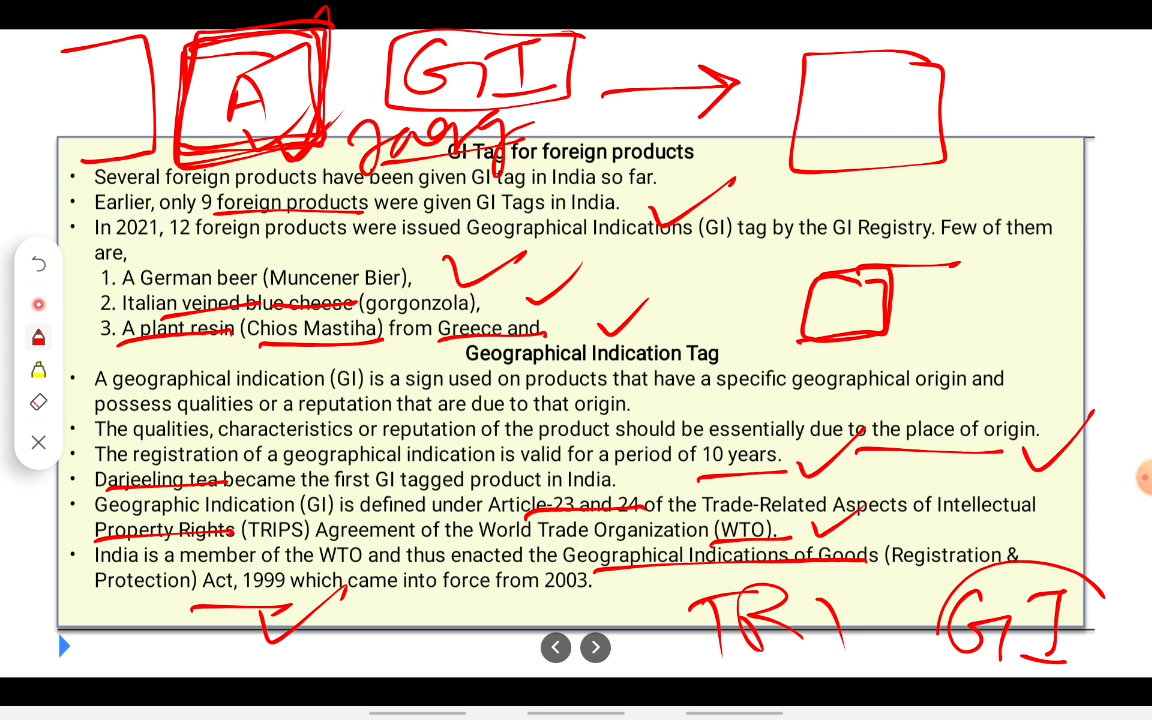 A GI
GI Tag for foreign products
• Several foreign products have been given GI tag in India so far.
• Earlier, only 9 foreign products were given GI Tags in India.
• In 2021, 12 foreign products were issued Geographical Indications (GI) tag by the GI Registry. Few of them
are,
1. A German beer (Muncener Bier),
2. Italian veined blue cheese (gorgonzola),
3. A plant resin (Chios Mastiha) from Greece and,
Geographical Indication Tag
• A geographical indication (GI) is a sign used on products that have a specific geographical origin and
possess qualities or a reputation that are due to that origin.
• The qualities, characteristics or reputation of the product should be essentially due to the place of origin.
• The registration of a geographical indication is valid for a period of 10 years.
• Darjeeling tea became the first GI tagged product in India.
• Geographic Indication (GI) is defined under Article-23 and 24 of the Trade-Related Aspects of Intellectual
Property Rights (TRIPS) Agreement of the World Trade Organization (WTO).
• India is a member of the WTO and thus enacted the Geographical Indications of Goods (Registration &
Protection) Act, 1999 which came into force from 2003.
GI